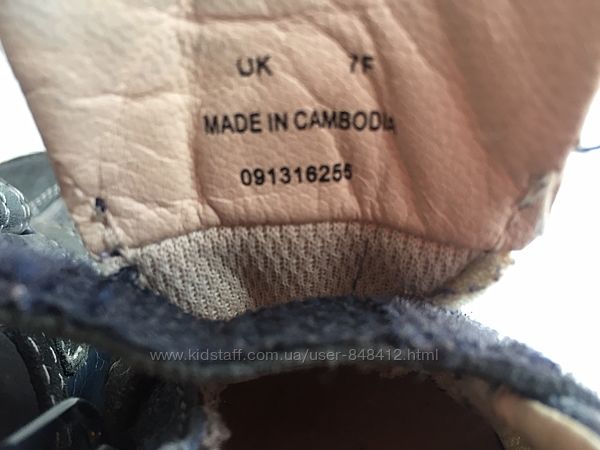 UK 7F
MADE IN CAMBODIA
091316255
www.kidstaff.com.ua/user-848412.html